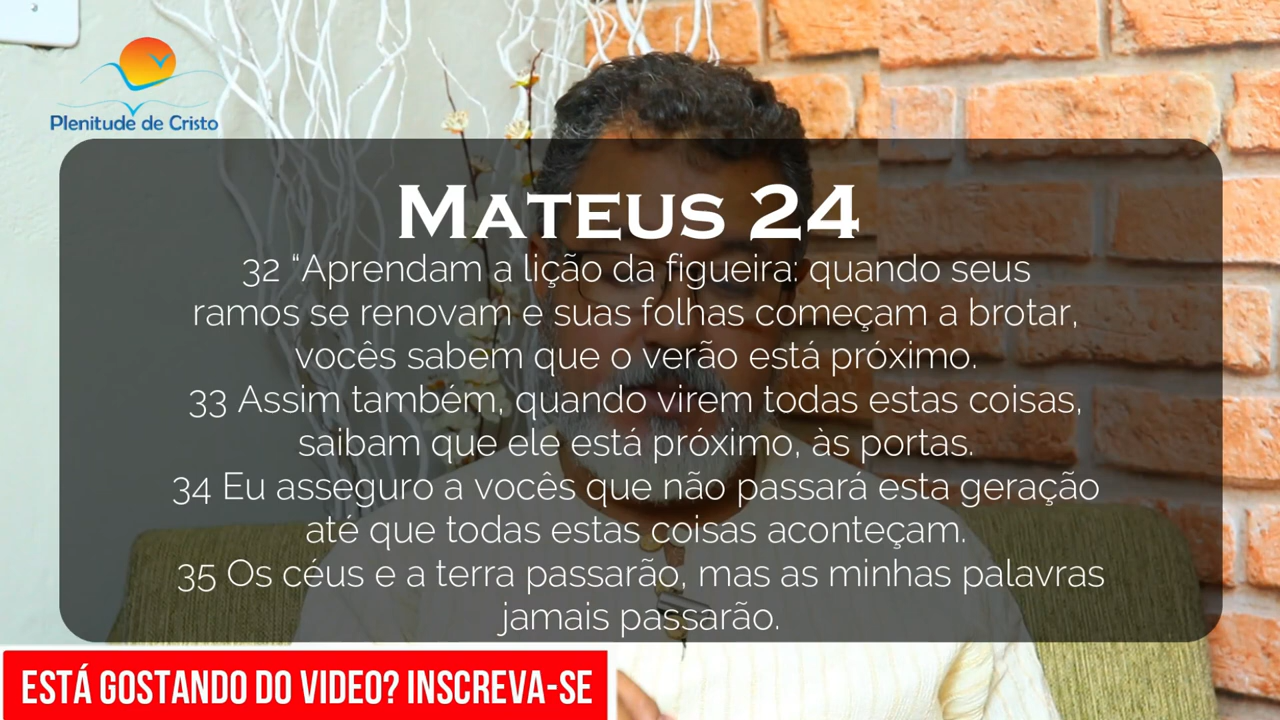 Plenitude de Cristo
MATEUS 24
32 “Aprendam a lição da figueira: quando seus
ramos se renovam e suas folhas começam a brotar,
vocês sabem que o verão está próximo.
33 Assim também, quando virem todas estas coisas,
saibam que ele está próximo, às portas.
34 Eu asseguro a vocês que não passará esta geração
até que todas estas coisas aconteçam.
35 Os céus e a terra passarão, mas as minhas palavras
jamais passarão.
ESTÁ GOSTANDO DO VIDEO? INSCREVA-SE